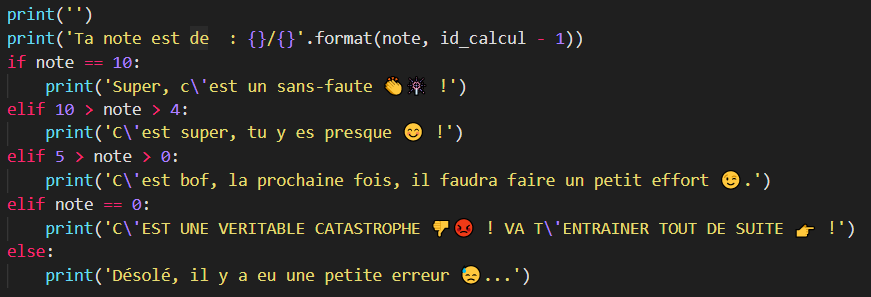 print('')
print('Ta note est de  : {}/{}'.format(note, id_calcul - 1))
if note == 10:
    print('Super, c\'est un sans-faute 👏🎇 !')
elif 10 > note > 4:
    print('C\'est super, tu y es presque 😊 !')
elif 5 > note > 0:
    print('C\'est bof, la prochaine fois, il faudra faire un petit effort 😉.')
elif note == 0:
    print('C\'EST UNE VERITABLE CATASTROPHE 👎😡 ! VA T\'ENTRAINER TOUT DE SUITE 👉 !')
else:
    print('Désolé, il y a eu une petite erreur 😓...')